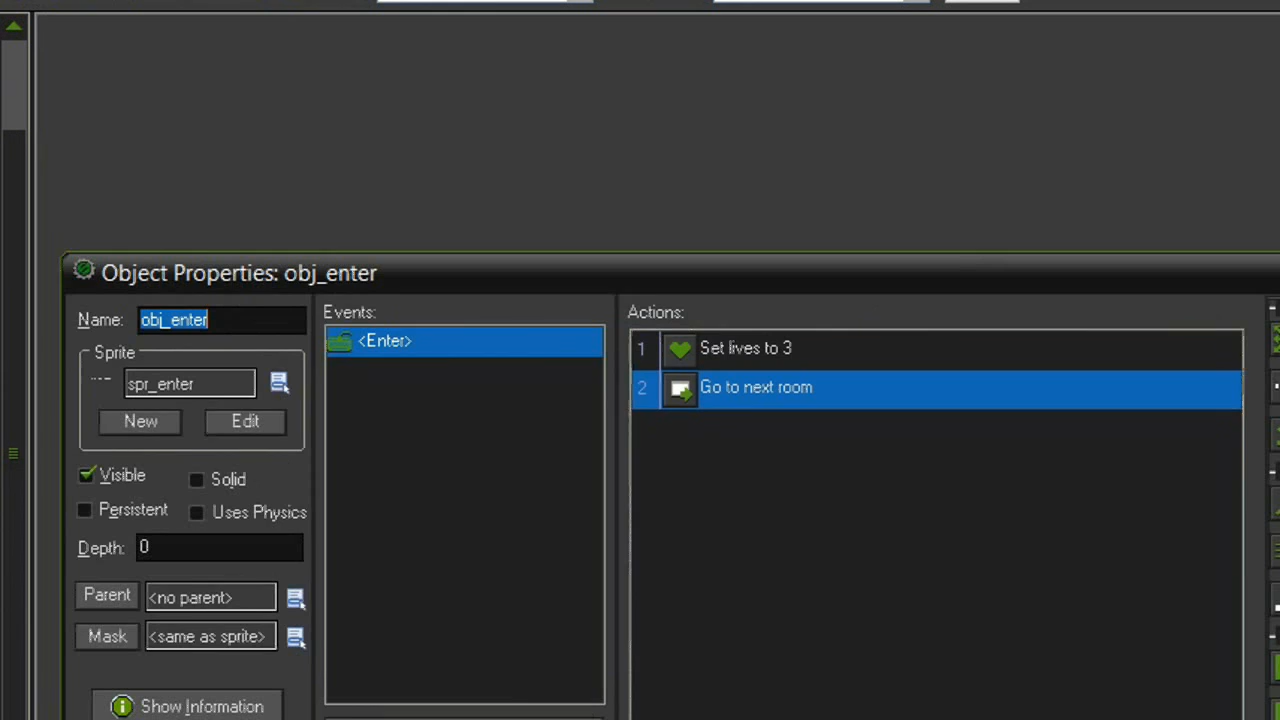 Object Properties: obj_enter
Name: obj_enter
Sprite
spr_enter
New Edit
Visible Solid
Persistent Uses Physics
Depth: 0
Parent <no parent>
Mask <same as sprite>
Show Information
Events:
<Enter>
Actions:
1 Set lives to 3
2 Go to next room